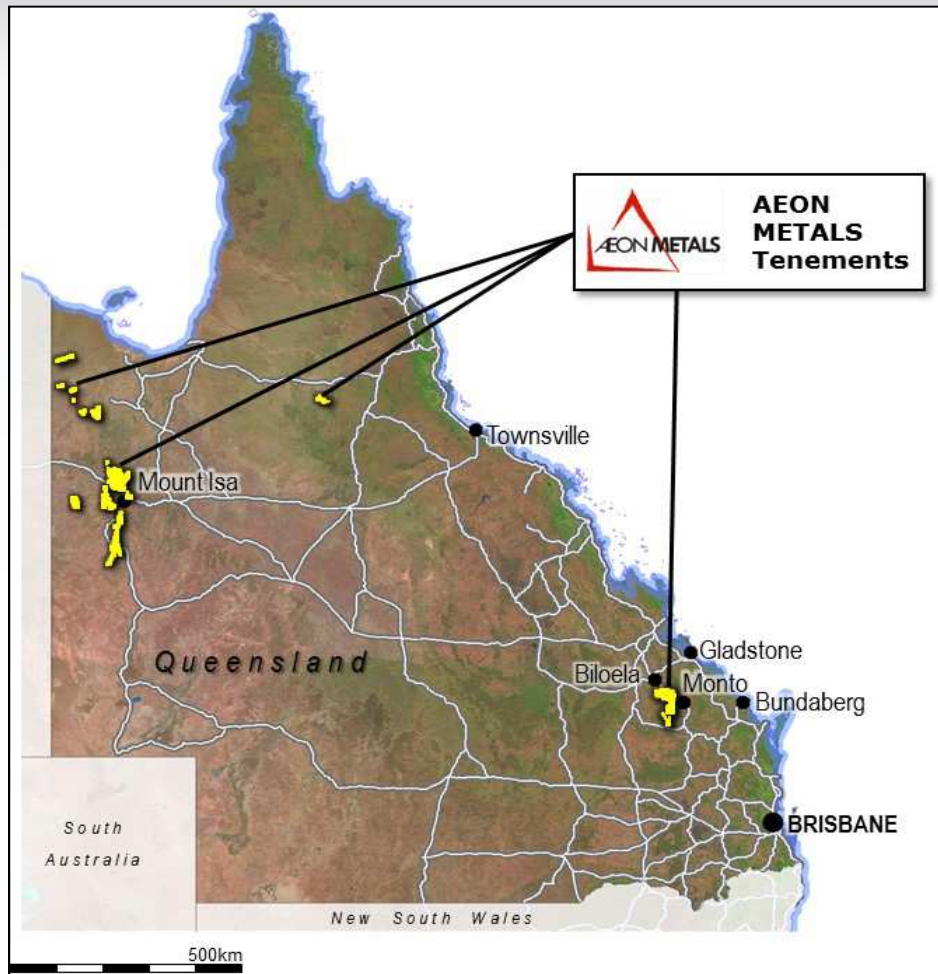 ÆON METALS
AEON
METALS
Tenements
Townsville
Mount Isa
Queensland
Gladstone
Biloela
Monto
Bundaberg
BRISBANE
South
Australia
New South Wales
500km